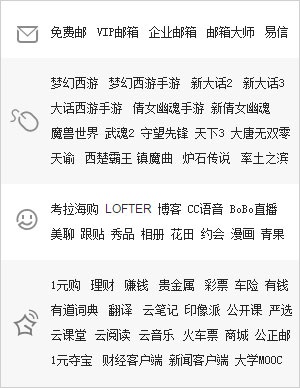 免费邮 VIP邮箱 企业邮箱 邮箱大师 易信
梦幻西游 梦幻西游手游 新大话2 新大话3
大话西游手游 倩女幽魂手游 新倩女幽魂
魔兽世界 武魂2 守望先锋 天下3 大唐无双零
天谕 西楚霸王 镇魔曲 炉石传说 率土之滨
考拉海购 LOFTER 博客 CC语音 BoBo直播
美聊 跟贴 秀品 相册 花田 约会 漫画 青果
1元购 理财 赚钱 贵金属 彩票 车险 有钱
有道词典 翻译 云笔记 印像派 公开课 严选
云课堂 云阅读 云音乐 火车票 商城 公正邮
1元夺宝 财经客户端 新闻客户端 大学MOOC